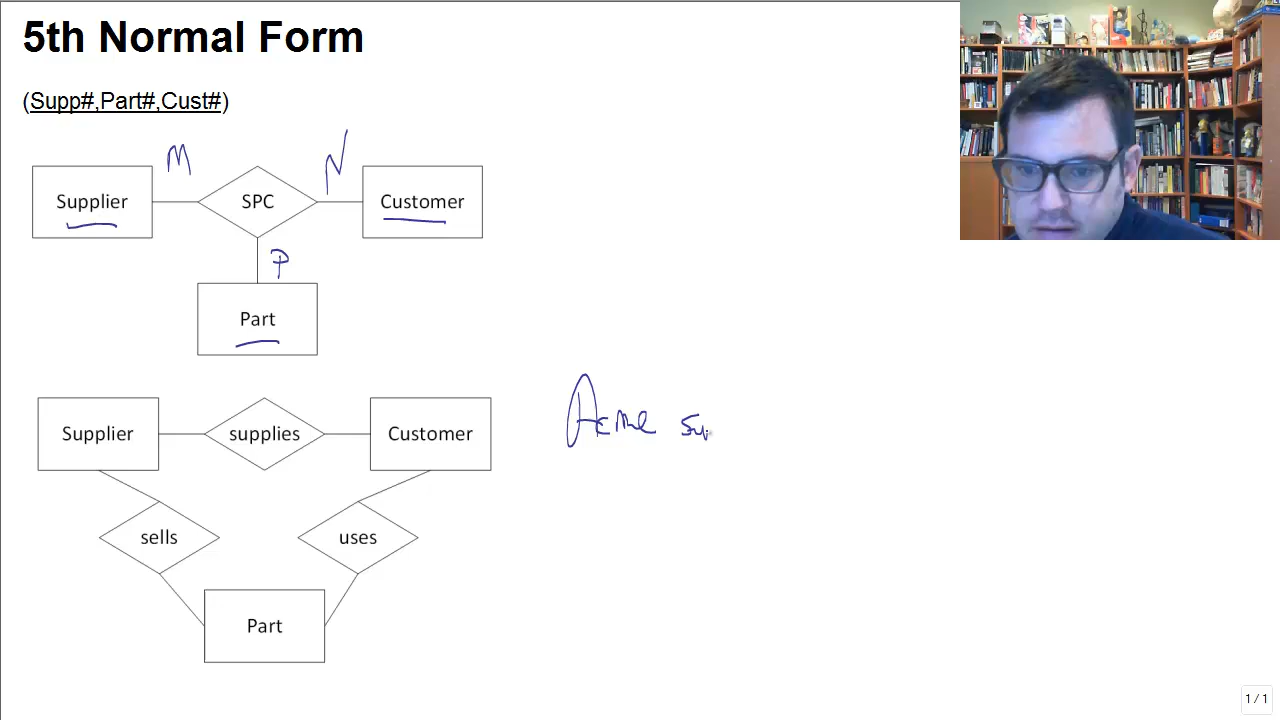 5th Normal Form
(Supp#,Part#,Cust#)
M N
Supplier SPC Customer
P
Part
Supplier supplies Customer
Acme su
sells uses
Part
1 / 1